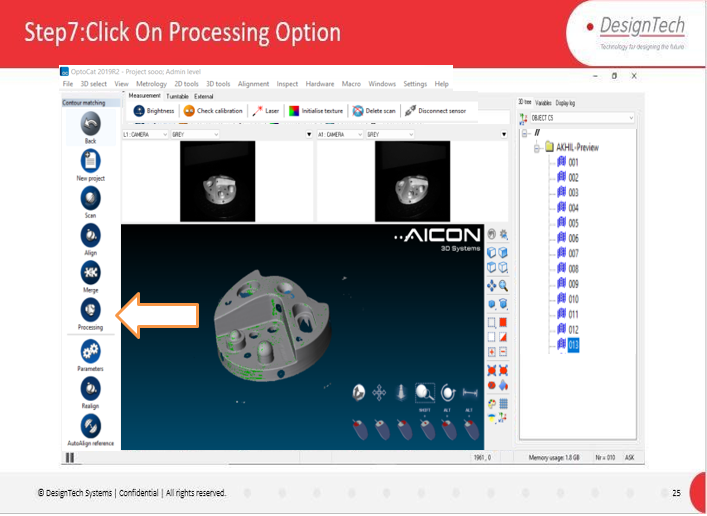 Step7:Click On Processing Option
DesignTech
Technology for designing the future
OptoCat 2019R2 - Project sooo; Admin level
File 3D select View Metrology 2D tools 3D tools Alignment Inspect Hardware Macro Windows Settings Help
Contour matching
Measurement Turntable External
Brightness Check calibration Laser Initialise texture Delete scan Disconnect sensor
3D tree Variables Display log
OBJECT CS
L1: CAMERA GREY A1: CAMERA GREY
Back
New project
Scan
Align
Merge
Processing
Parameters
Realign
AutoAlign reference
//
AKHIL-Preview
001
002
003
004
005
006
007
008
009
010
011
012
013
AICON
3D Systems
SHIFT ALT ALT
1961, 0 Memory usage: 1.8 GB Nr = 010 ASK
© DesignTech Systems | Confidential | All rights reserved.
25